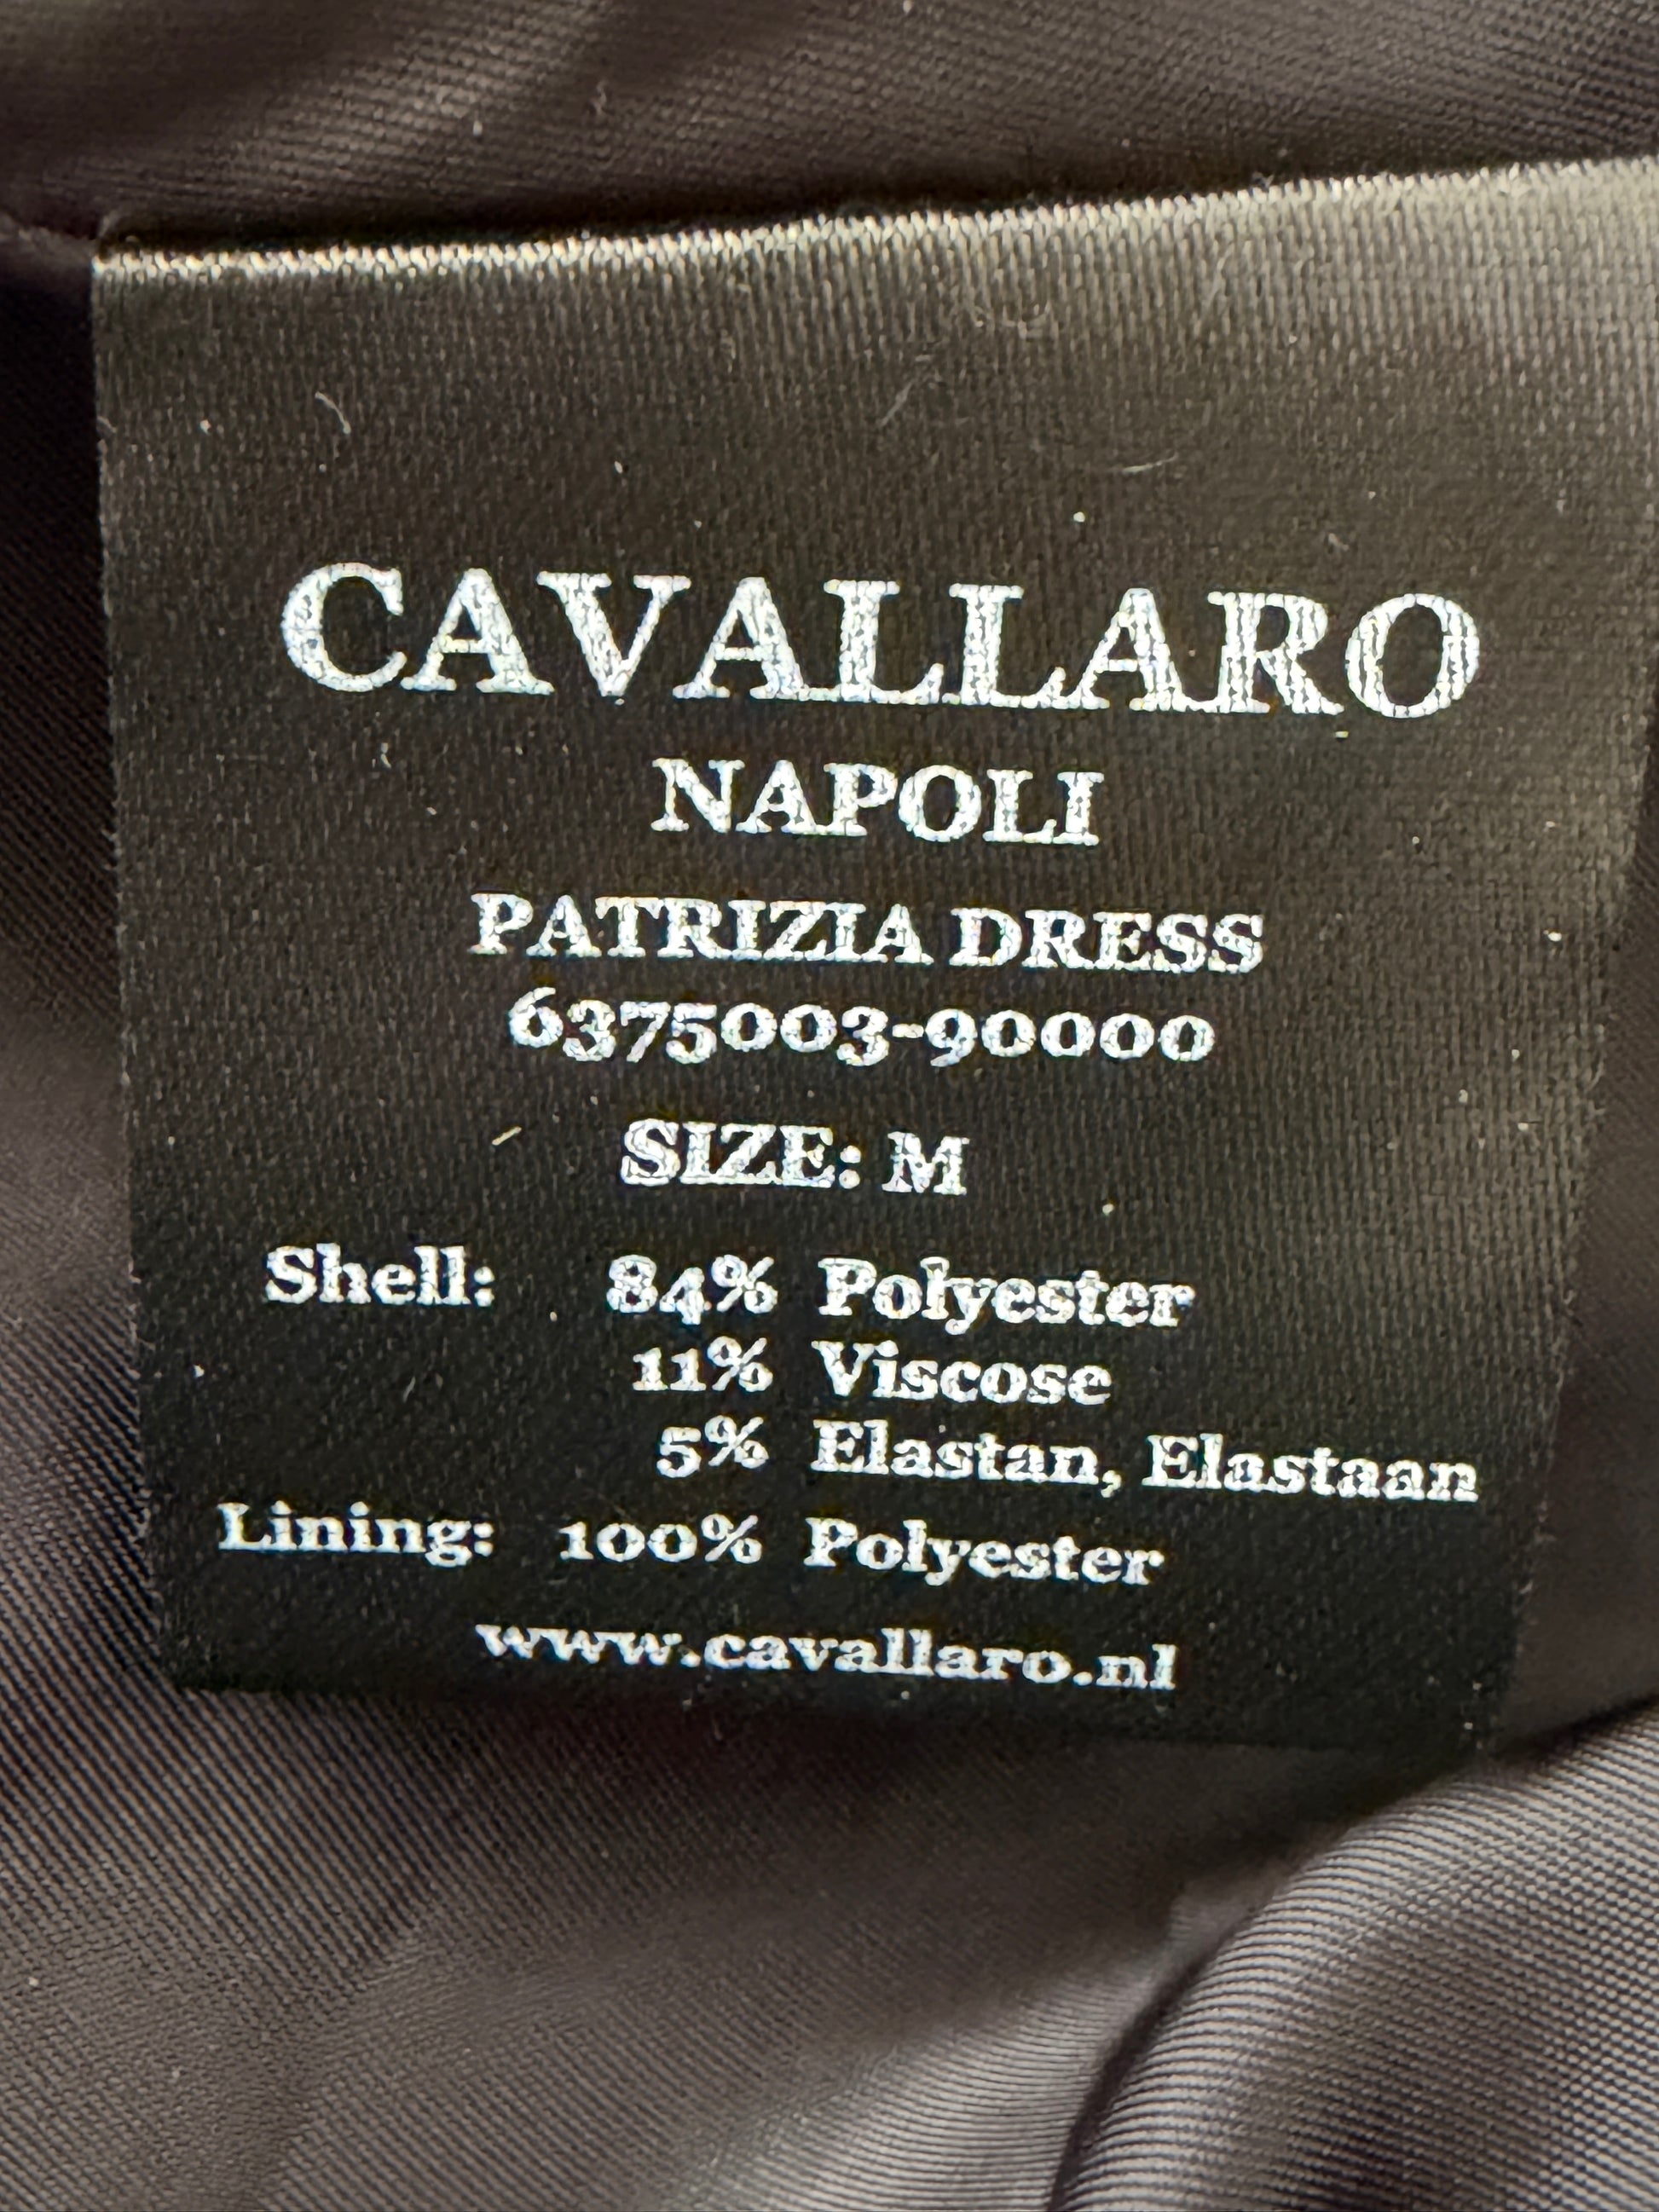 CAVALLARO
NAPOLI
PATRIZIA DRESS
6375003-90000
SIZE: M
Shell: 84% Polyester
11% Viscose
5% Elastan, Elastaan
Lining: 100% Polyester
www.cavallaro.nl